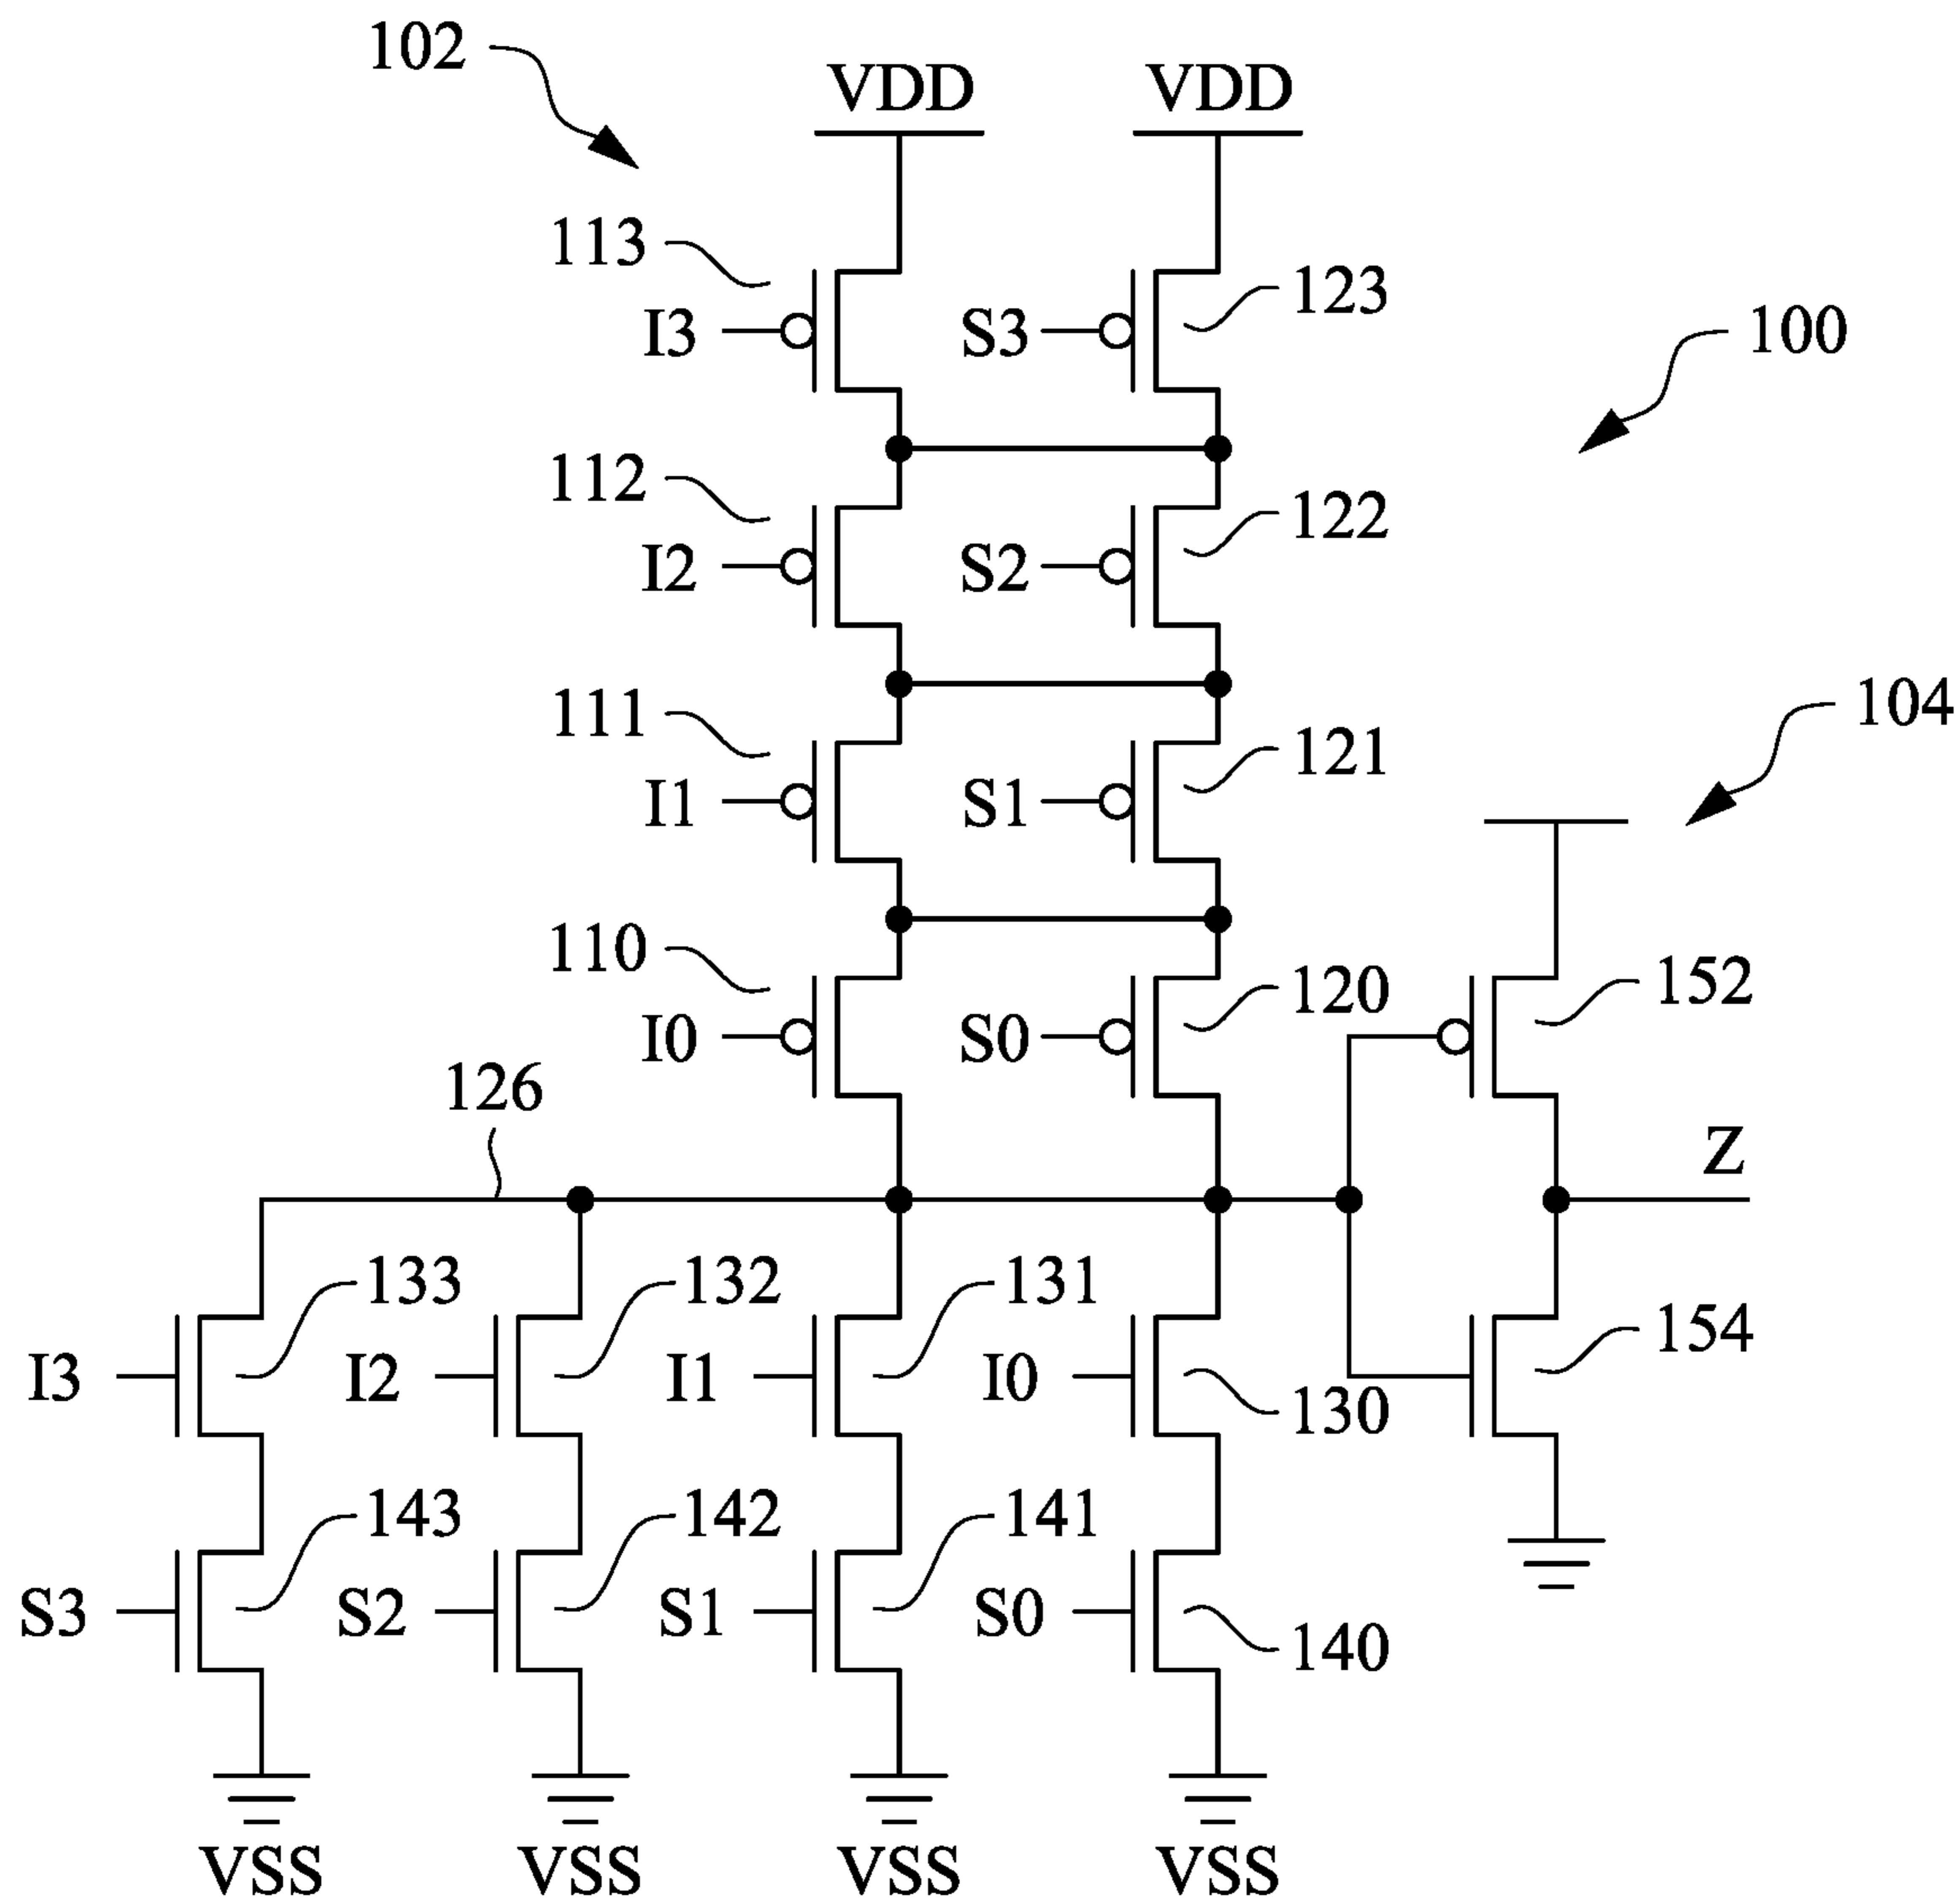 102
VDD VDD
113
I3 S3 123
100
112
I2 S2 122
111
I1 S1 121
104
110
I0 S0 120
152
126
Z
133 132 131
I3 I2 I1 I0 130
154
143 142 141
S3 S2 S1 S0 140
VSS VSS VSS VSS